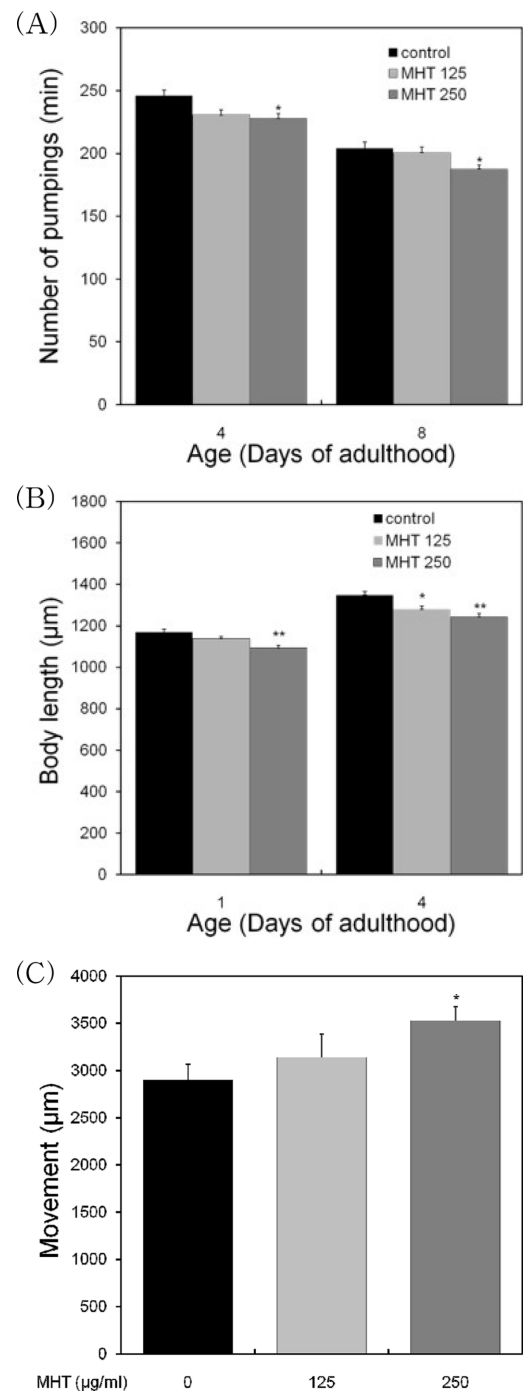 (A)
300
250
200
150
100
50
0
Number of pumpings (min)
control
MHT 125
MHT 250
*
*
4 8
Age (Days of adulthood)
(B)
1800
1600
1400
1200
1000
800
600
400
200
0
Body length (μm)
control
MHT 125
MHT 250
**
*
**
1 4
Age (Days of adulthood)
(C)
4000
3500
3000
2500
2000
1500
1000
500
0
Movement (μm)
*
MHT (μg/ml) 0 125 250